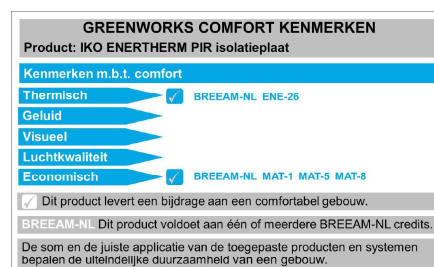 GREENWORKS COMFORT KENMERKEN
Product: IKO ENERTHERM PIR isolatieplaat
Kenmerken m.b.t. comfort
Thermisch BREEAM-NL ENE-26
Geluid
Visueel
Luchtkwaliteit
Economisch BREEAM-NL MAT-1 MAT-5 MAT-8
Dit product levert een bijdrage aan een comfortabel gebouw.
BREEAM-NL Dit product voldoet aan één of meerdere BREEAM-NL credits.
De som en de juiste applicatie van de toegepaste producten en systemen
bepalen de uiteindelijke duurzaamheid van een gebouw.